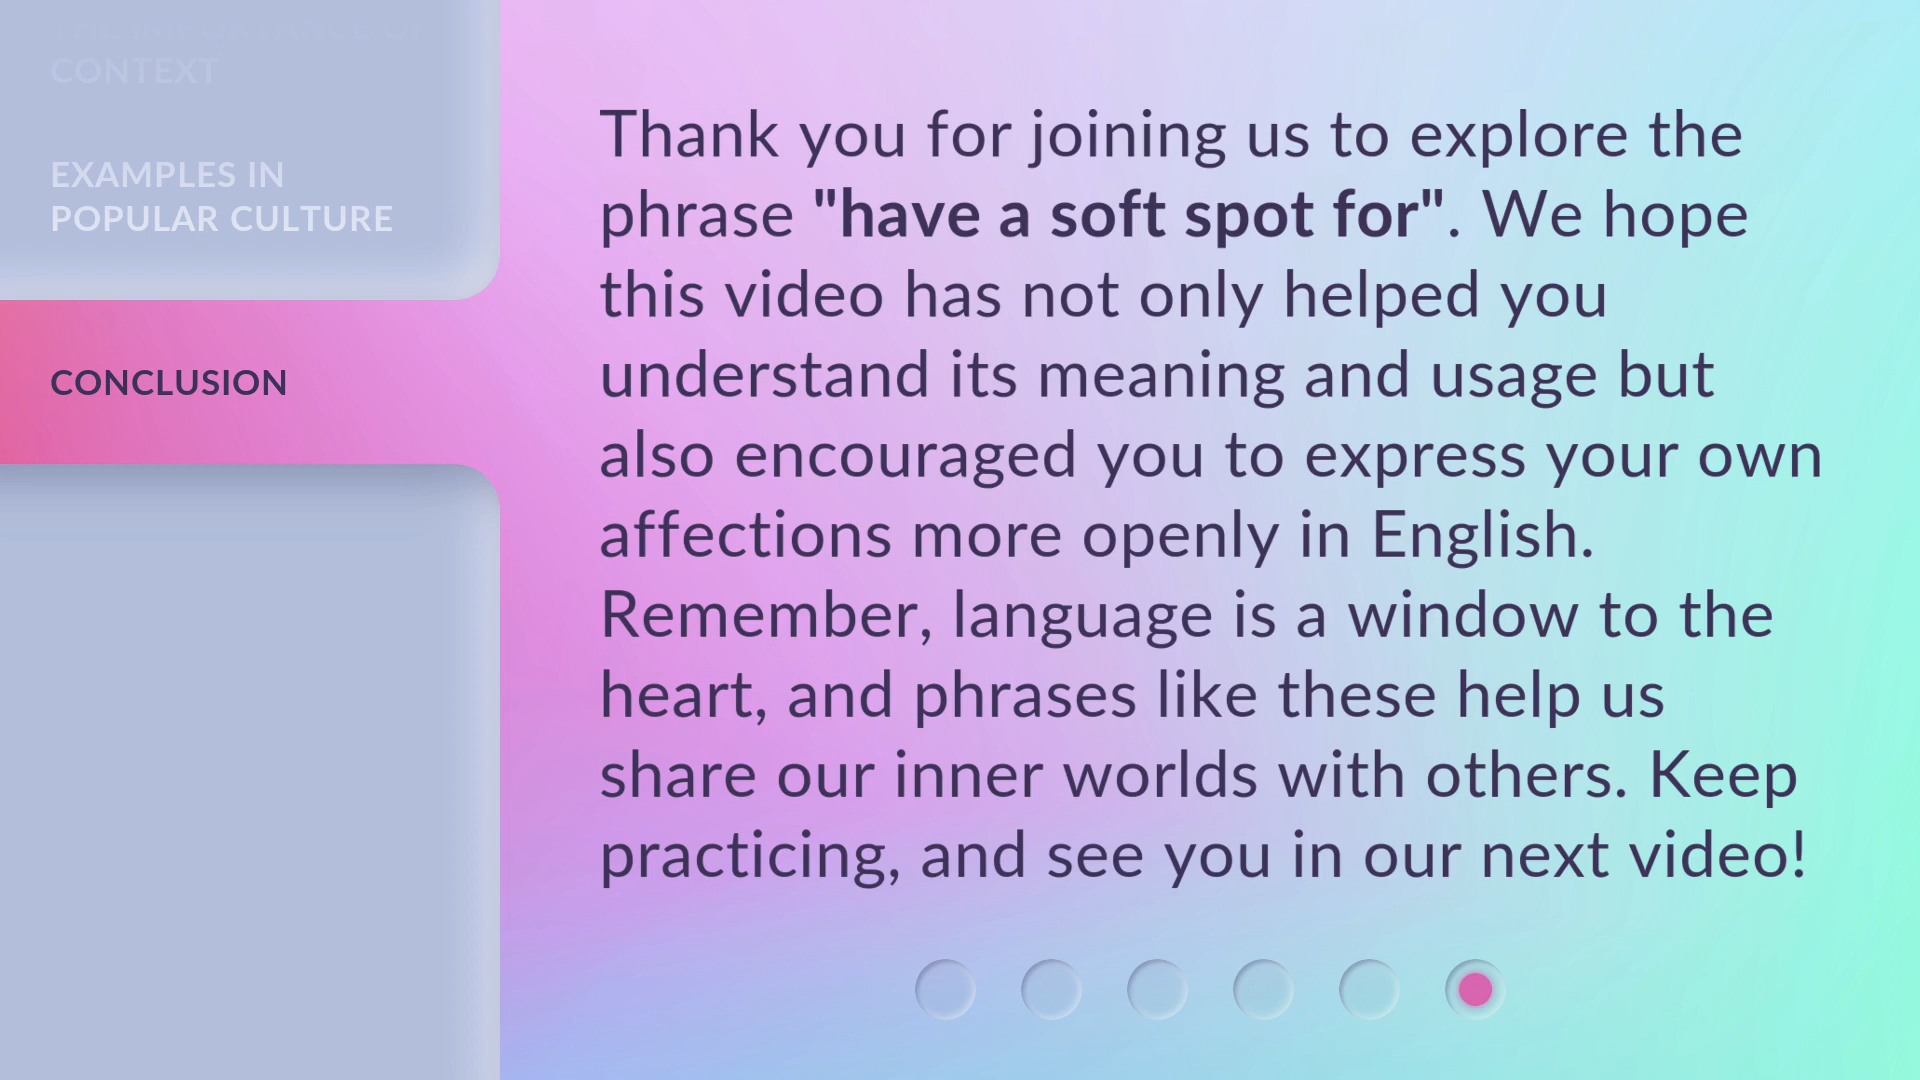 THE IMPORTANCE OF
CONTEXT
EXAMPLES IN
POPULAR CULTURE
CONCLUSION
Thank you for joining us to explore the
phrase "have a soft spot for". We hope
this video has not only helped you
understand its meaning and usage but
also encouraged you to express your own
affections more openly in English.
Remember, language is a window to the
heart, and phrases like these help us
share our inner worlds with others. Keep
practicing, and see you in our next video!